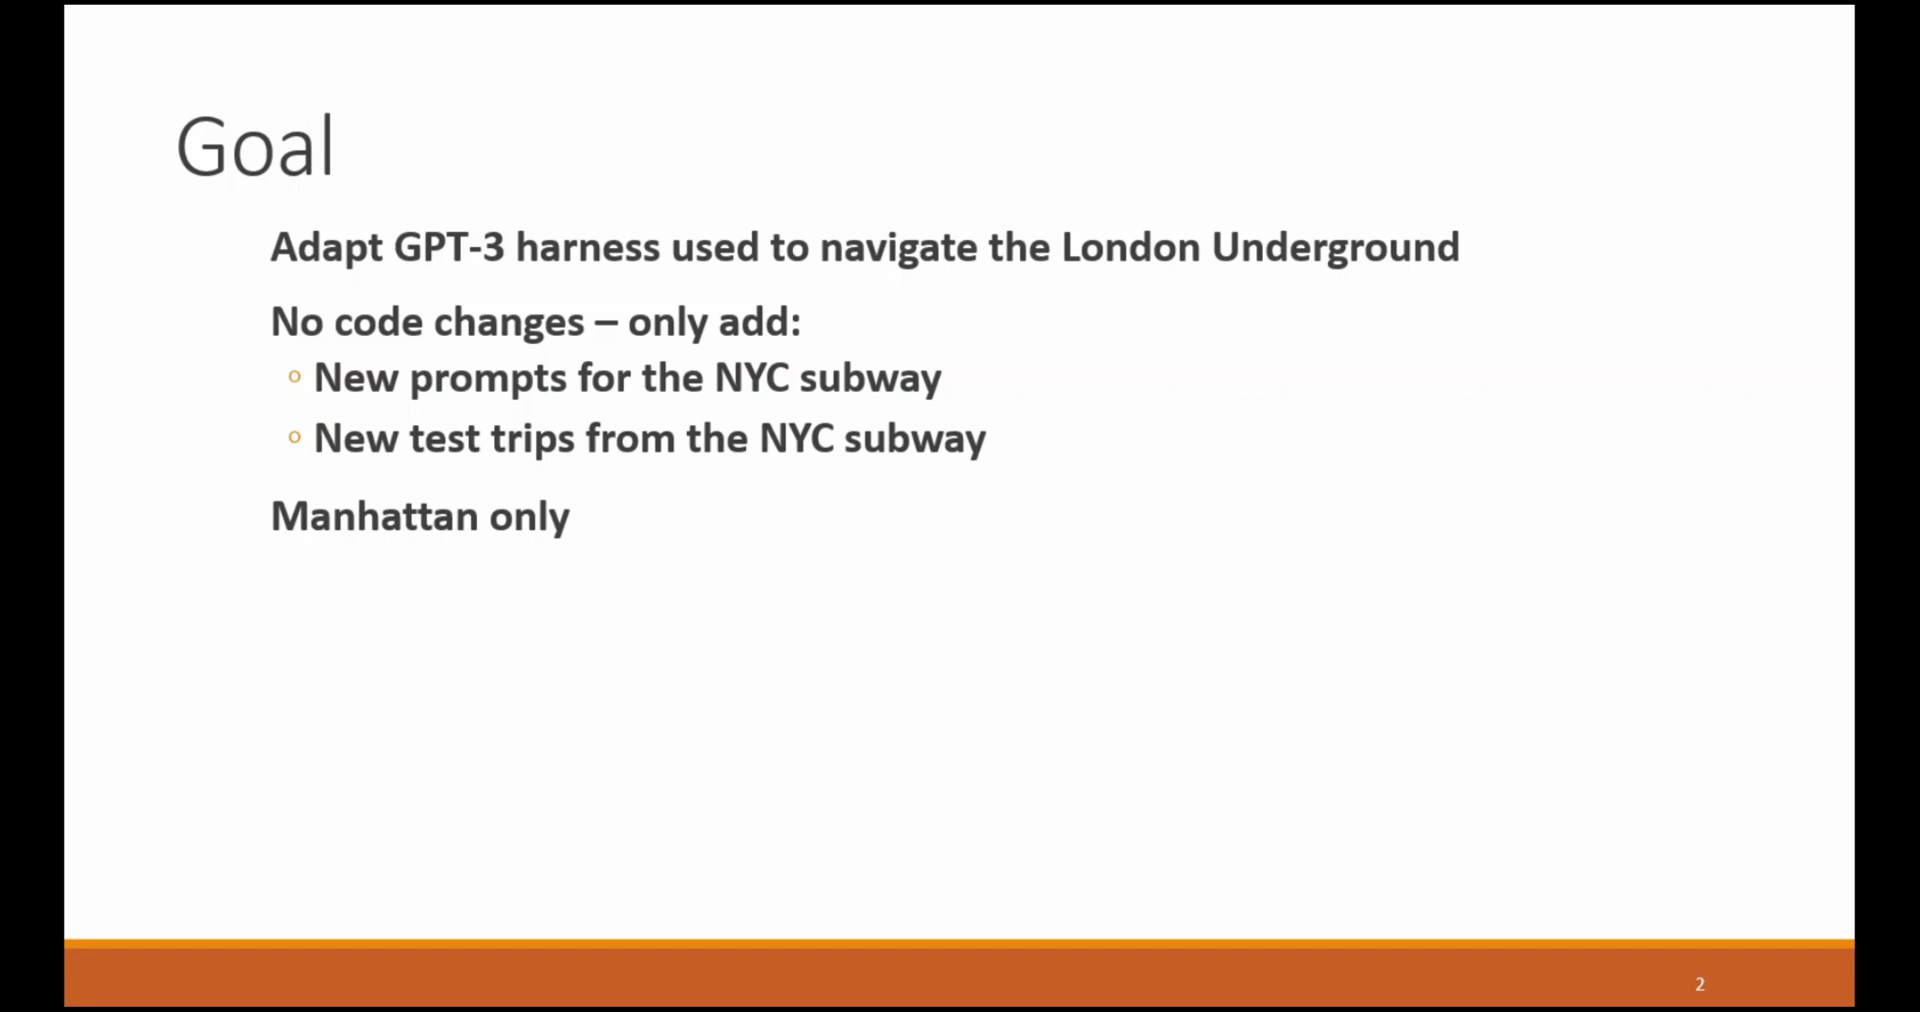 Goal
Adapt GPT-3 harness used to navigate the London Underground
No code changes – only add:
◦ New prompts for the NYC subway
◦ New test trips from the NYC subway
Manhattan only
2